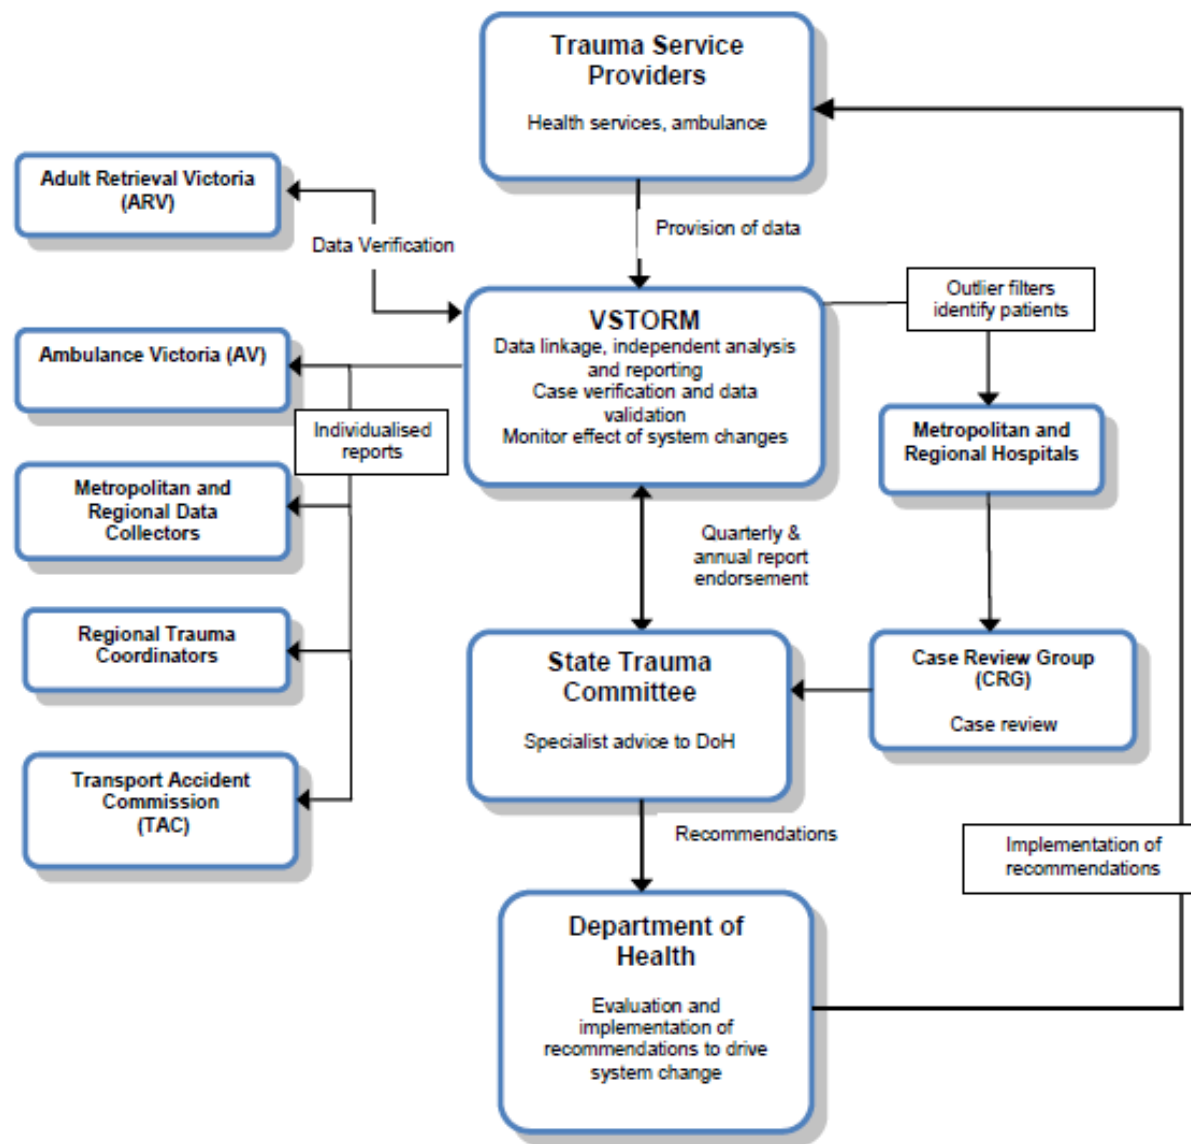 Trauma Service
Providers
Health services, ambulance
Adult Retrieval Victoria
(ARV)
Data Verification
Provision of data
Outlier filters
identify patients
VSTORM
Data linkage, independent analysis
and reporting
Case verification and data
validation
Monitor effect of system changes
Ambulance Victoria (AV)
Individualised
reports
Metropolitan and
Regional Hospitals
Metropolitan and
Regional Data
Collectors
Quarterly &
annual report
endorsement
Regional Trauma
Coordinators
State Trauma
Committee
Specialist advice to DoH
Case Review Group
(CRG)
Case review
Transport Accident
Commission
(TAC)
Recommendations
Implementation of
recommendations
Department of
Health
Evaluation and
implementation of
recommendations to drive
system change